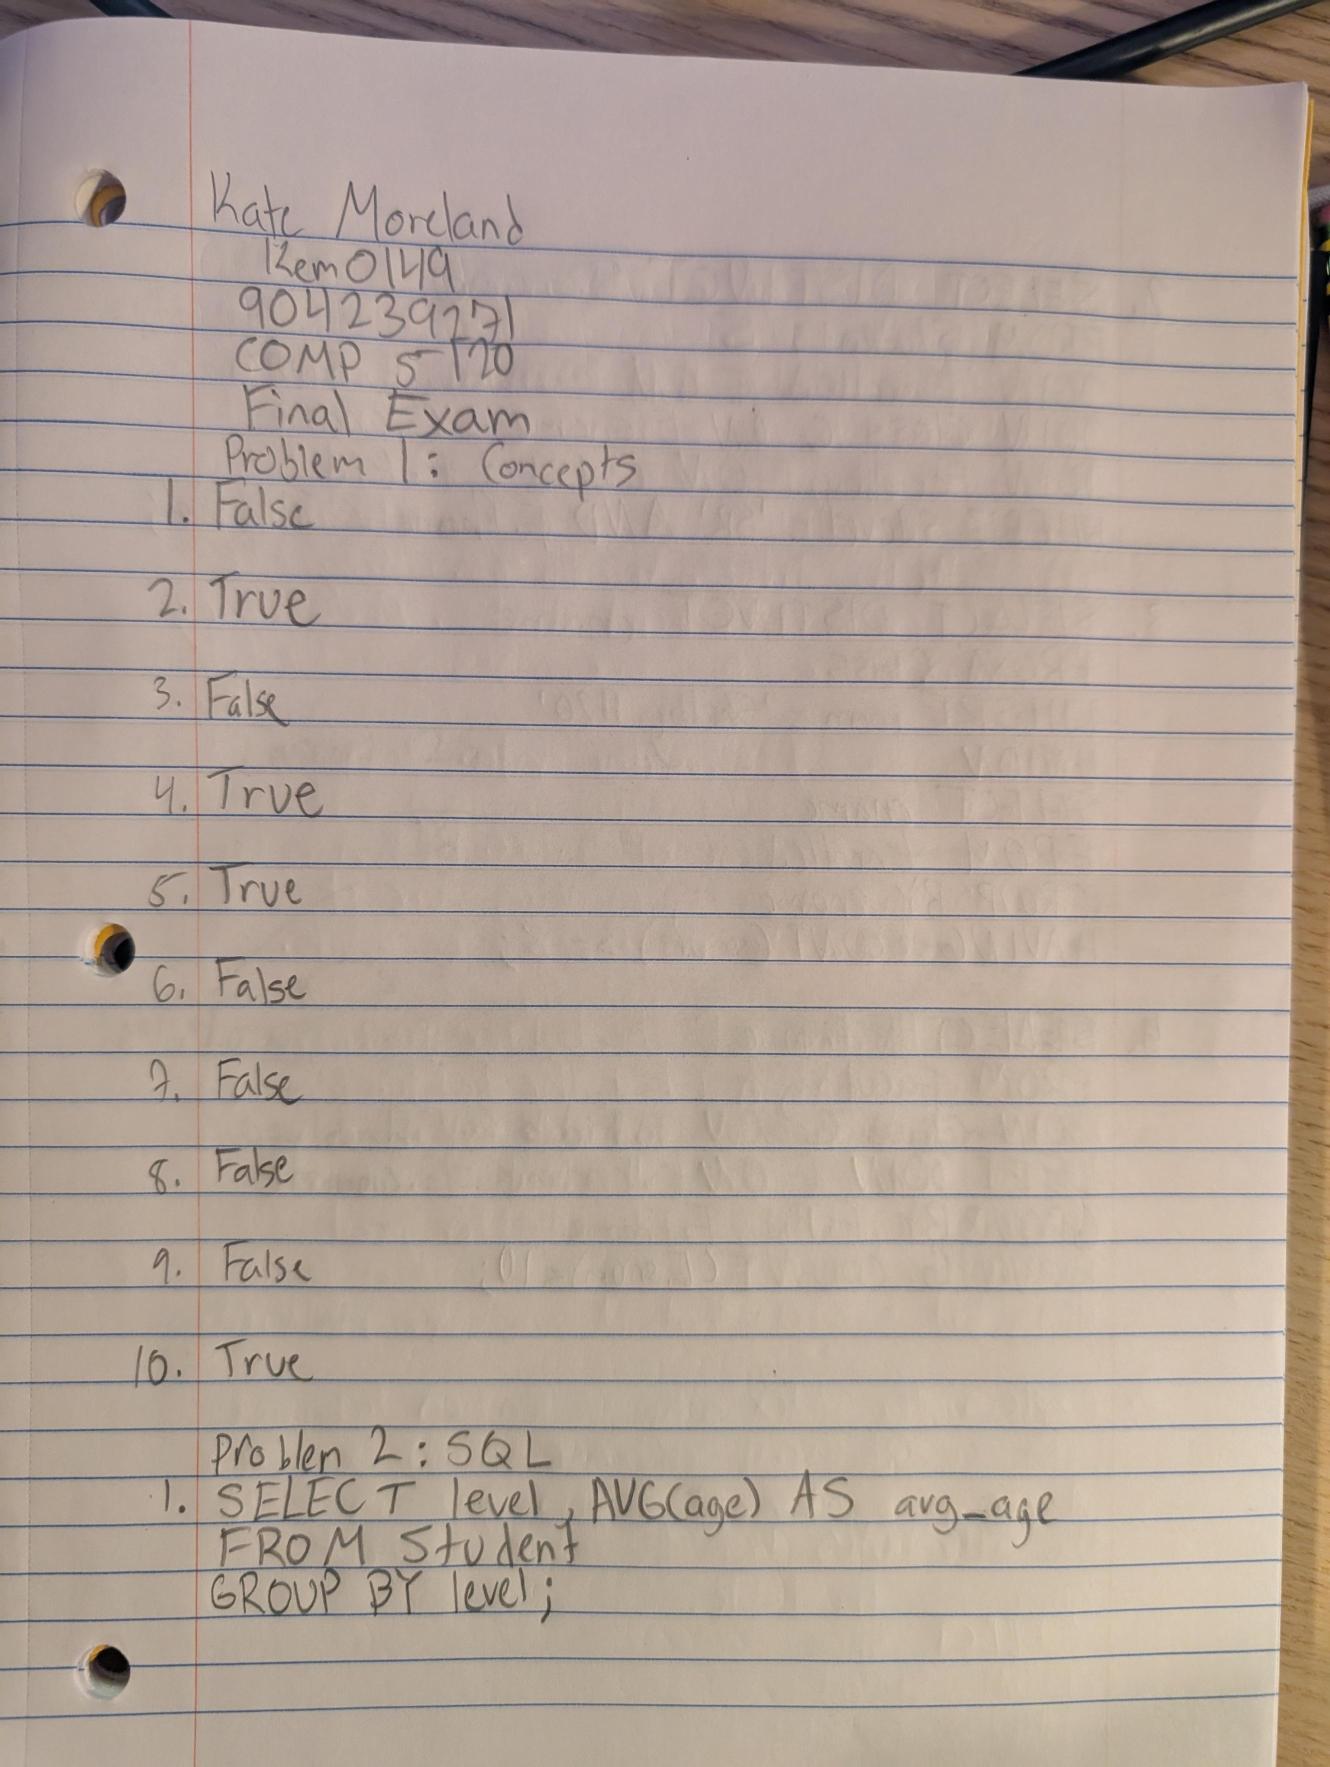 Kate Moreland
Kem0149
904239271
COMP 5120
Final Exam
Problem 1: Concepts
1. False
2. True
3. False
4. True
5. True
6. False
7. False
8. False
9. False
10. True
Problem 2: SQL
1. SELECT level, AVG(age) AS avg_age
FROM Student
GROUP BY level;